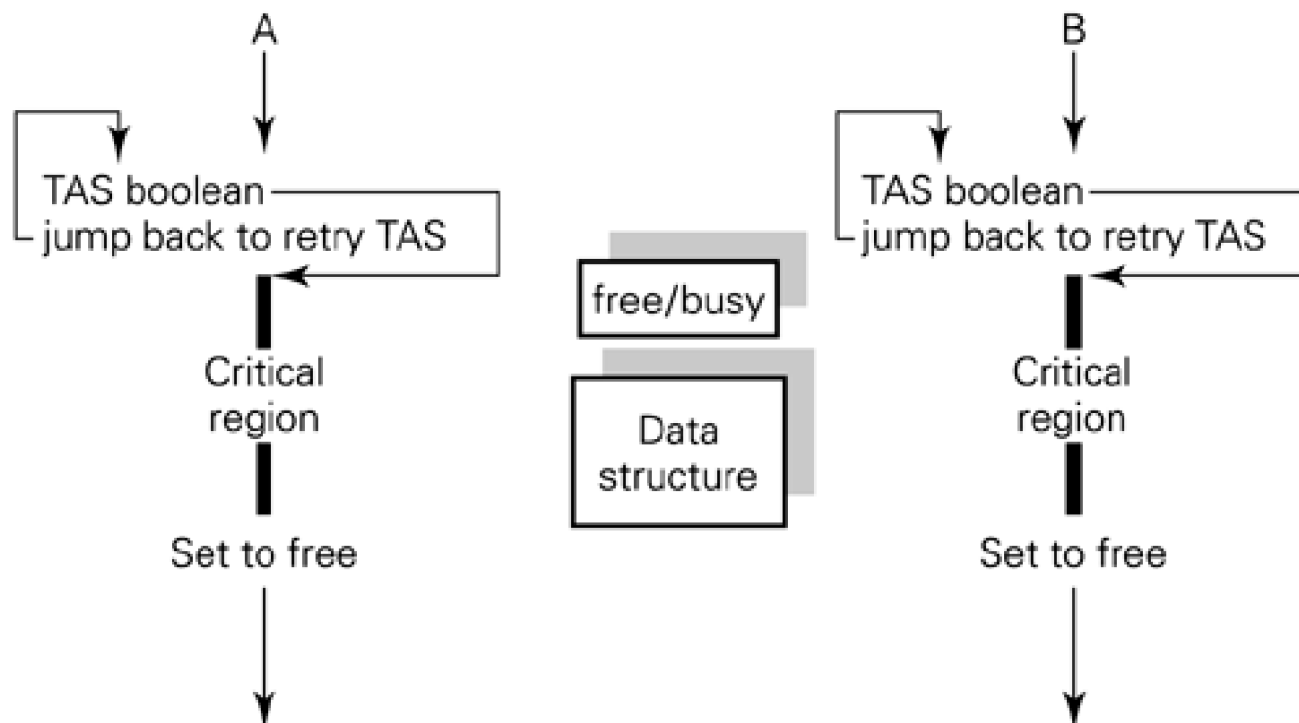 A
TAS boolean
jump back to retry TAS
Critical
region
Set to free
free/busy
Data
structure
B
TAS boolean
jump back to retry TAS
Critical
region
Set to free